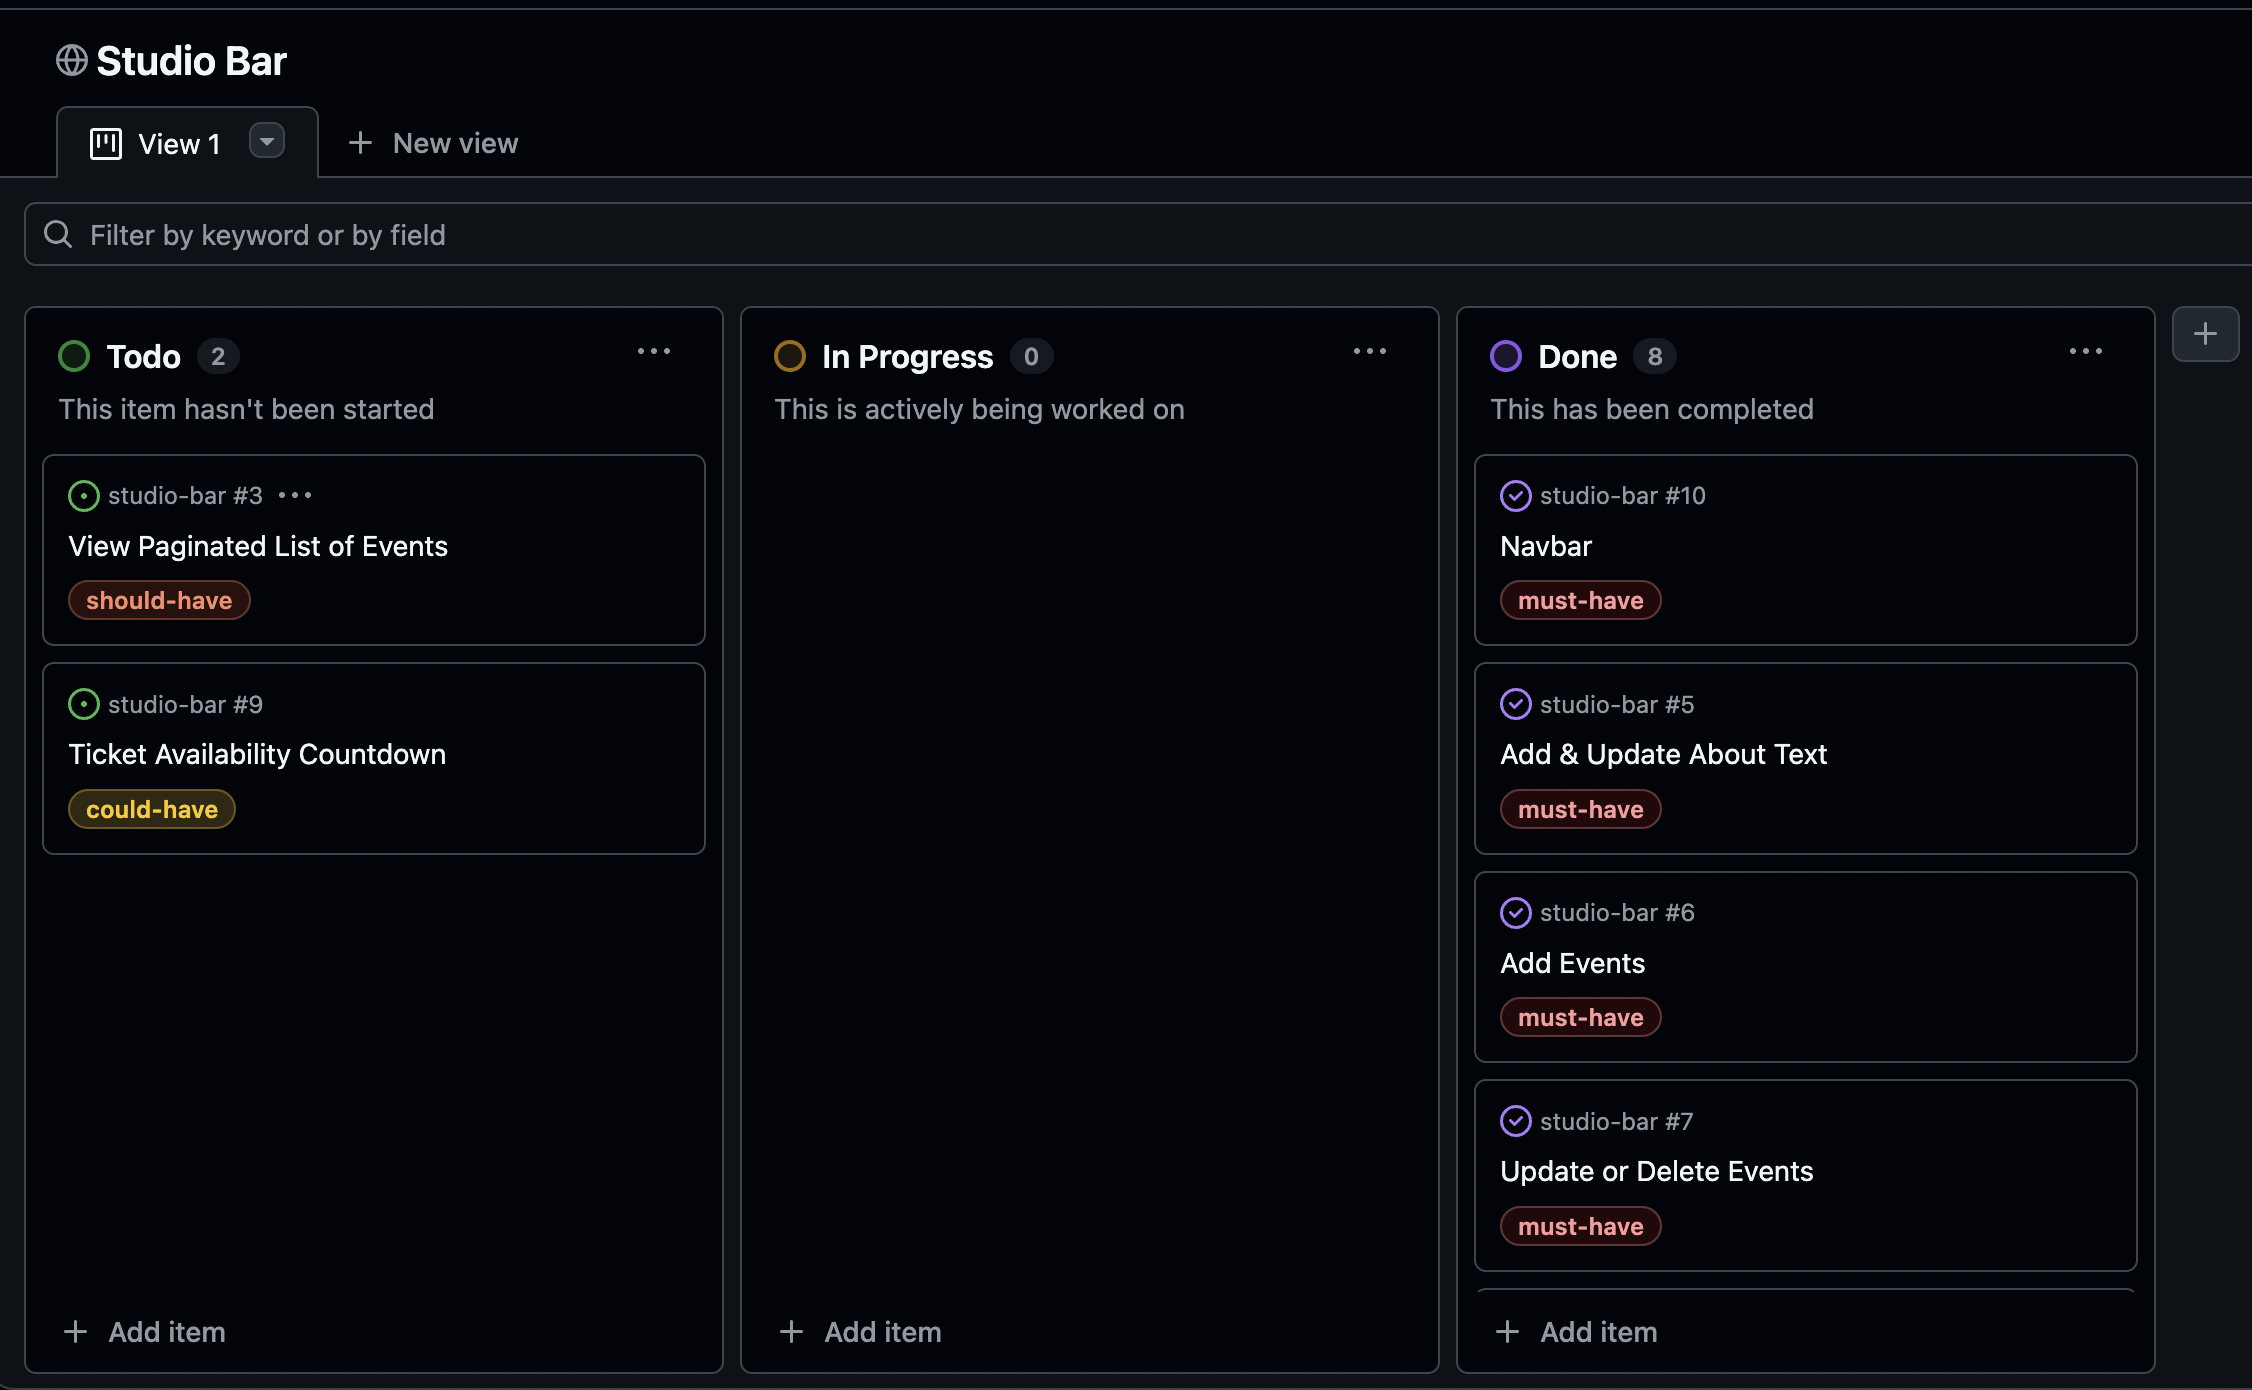 Studio Bar
View 1
New view
Filter by keyword or by field
Todo 2
This item hasn't been started
studio-bar #3
View Paginated List of Events
should-have
studio-bar #9
Ticket Availability Countdown
could-have
Add item
In Progress 0
This is actively being worked on
Add item
Done 8
This has been completed
studio-bar #10
Navbar
must-have
studio-bar #5
Add & Update About Text
must-have
studio-bar #6
Add Events
must-have
studio-bar #7
Update or Delete Events
must-have
Add item